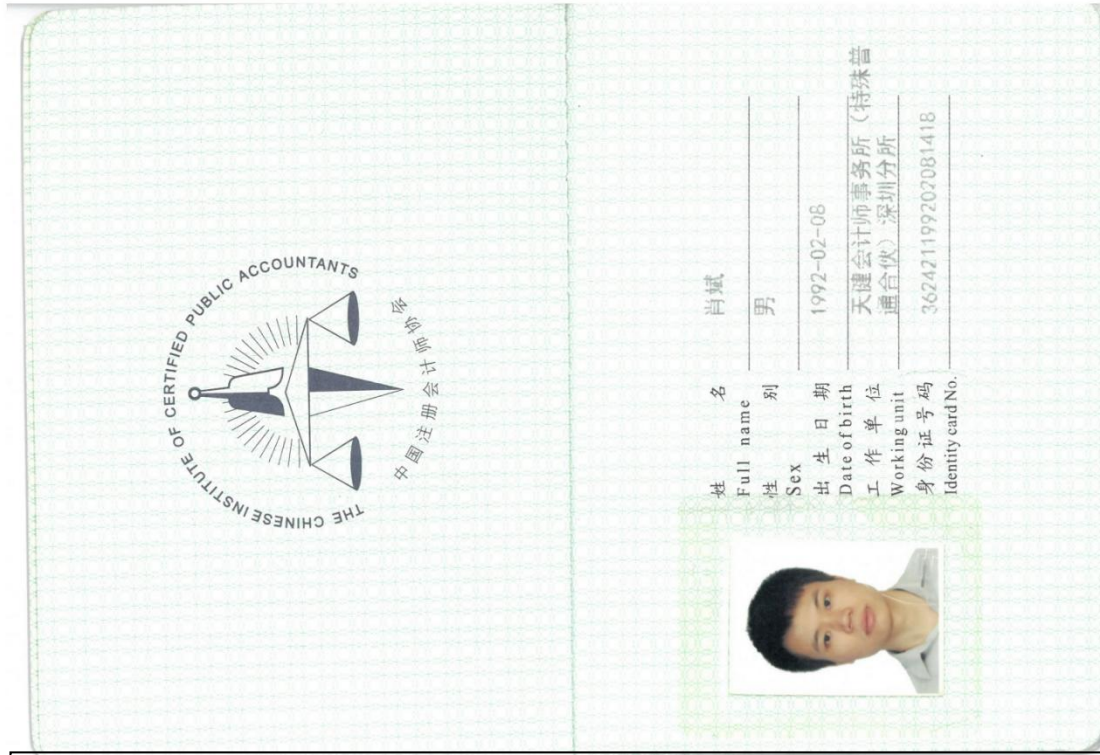 THE CHINESE INSTITUTE OF CERTIFIED PUBLIC ACCOUNTANTS
中国注册会计师协会
姓 名 肖斌
Full name
性 别 男
Sex
出 生 日 期 1992-02-08
Date of birth
工 作 单 位 天健会计师事务所（特殊普
Working unit 通合伙）深圳分所
身份证号码 362421199202081418
Identity card No.